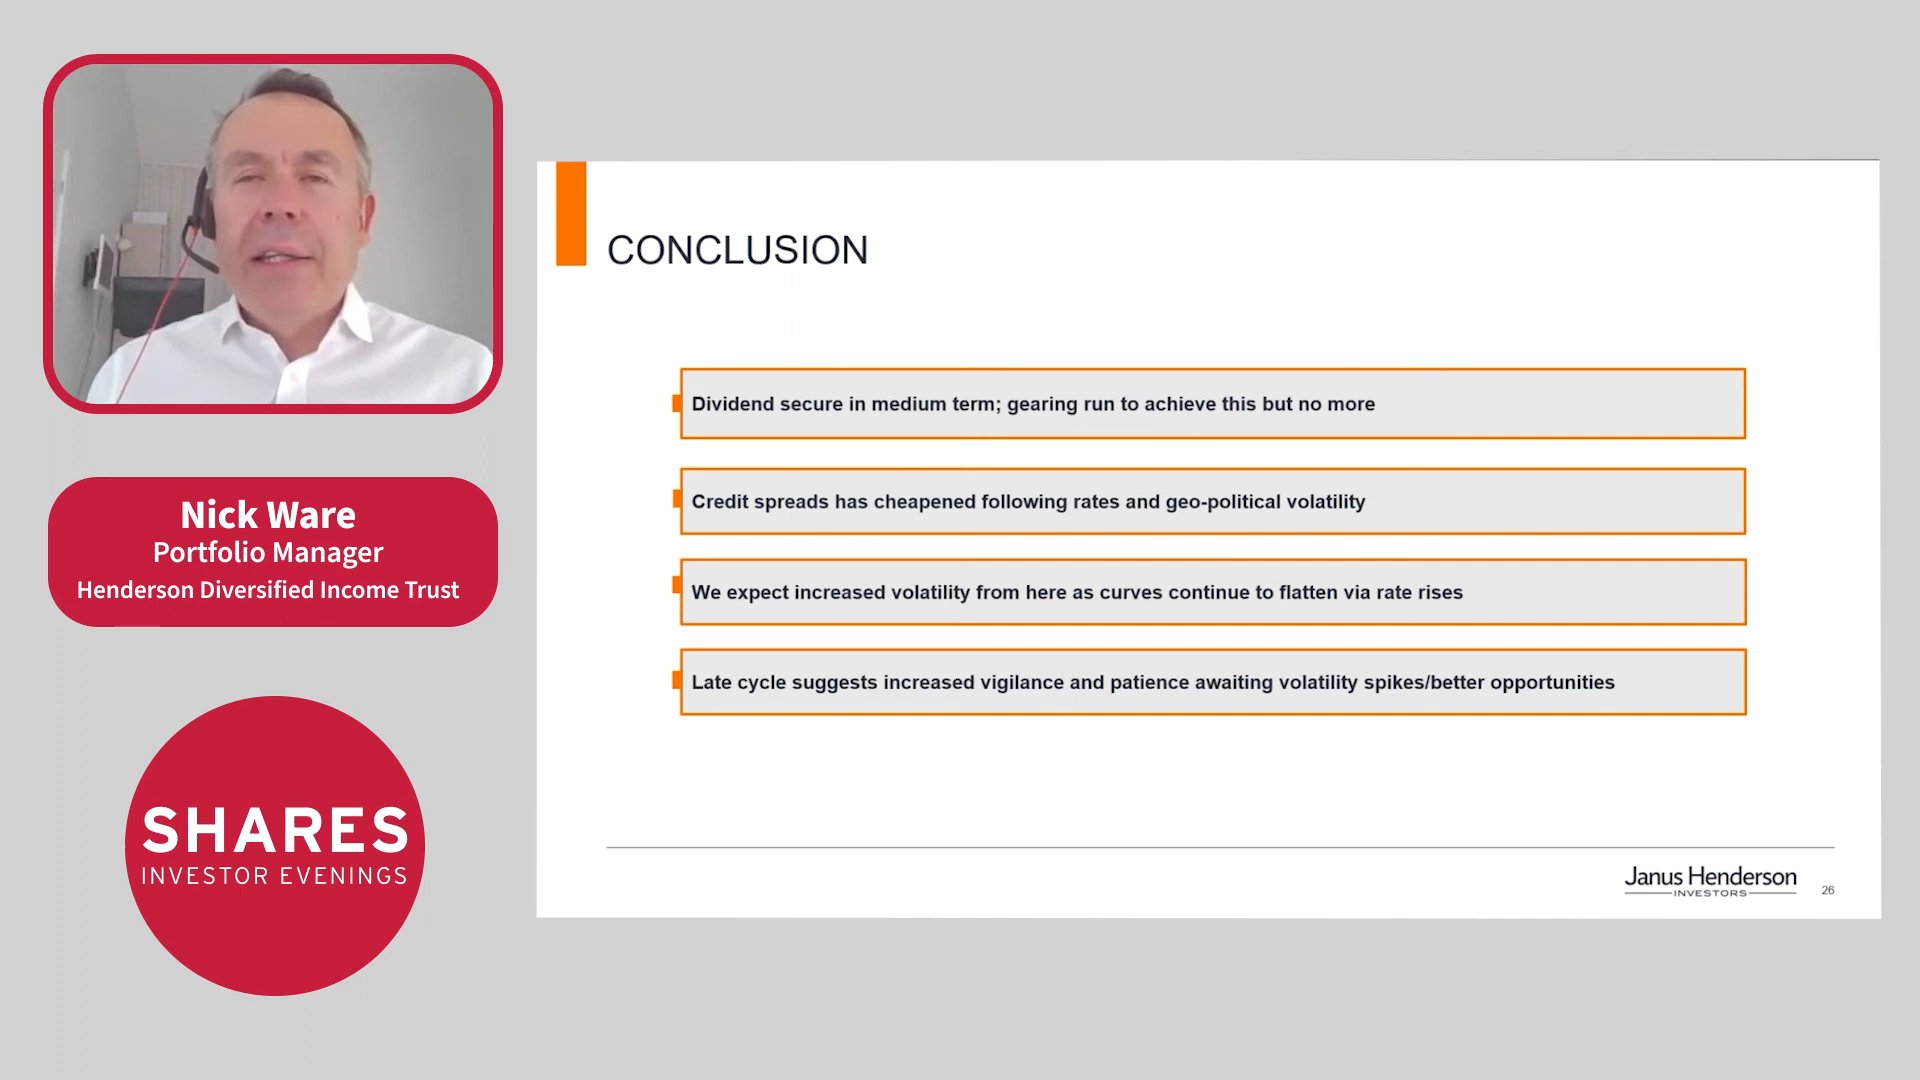 Nick Ware
Portfolio Manager
Henderson Diversified Income Trust
SHARES
INVESTOR EVENINGS
CONCLUSION
Dividend secure in medium term; gearing run to achieve this but no more
Credit spreads has cheapened following rates and geo-political volatility
We expect increased volatility from here as curves continue to flatten via rate rises
Late cycle suggests increased vigilance and patience awaiting volatility spikes/better opportunities
Janus Henderson
INVESTORS
26